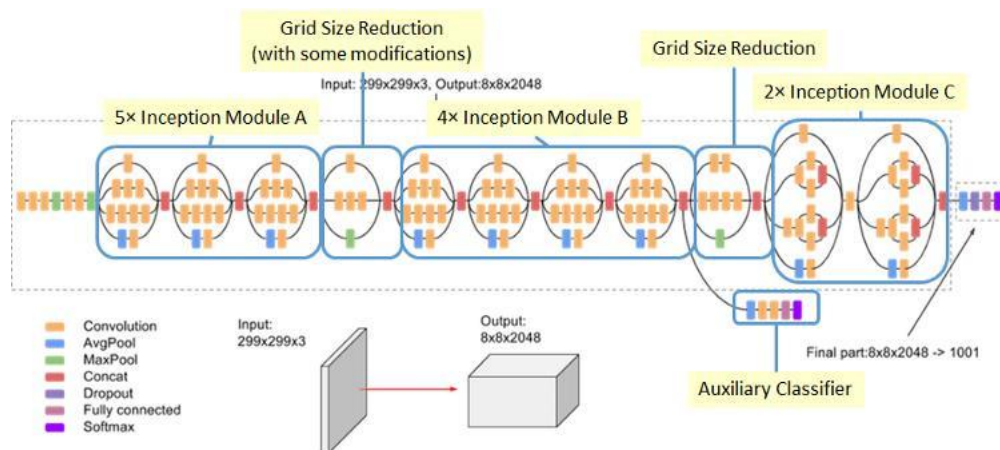 Grid Size Reduction
(with some modifications)
Grid Size Reduction
Input: 299x299x3, Output:8x8x2048
2× Inception Module C
5× Inception Module A
4× Inception Module B
Convolution
AvgPool
MaxPool
Concat
Dropout
Fully connected
Softmax
Input:
299x299x3
Output:
8x8x2048
Final part:8x8x2048 -> 1001
Auxiliary Classifier